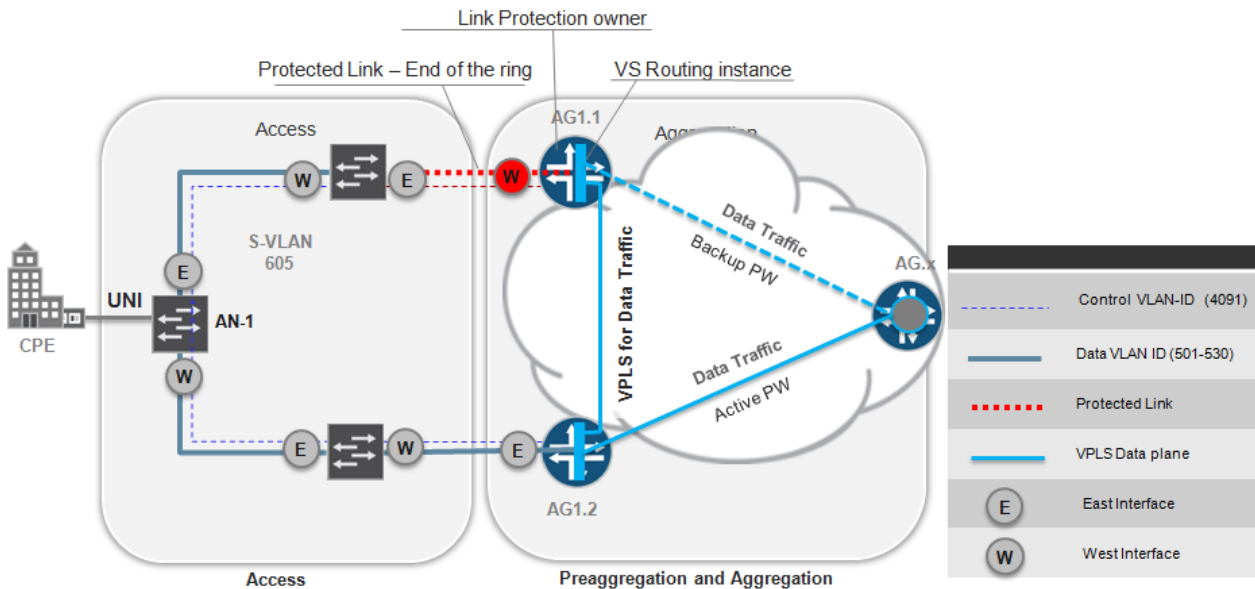 Link Protection owner
Protected Link – End of the ring
VS Routing instance
Access
AG1.1
Aggregation
W
E
W
S-VLAN
605
E
UNI
AN-1
CPE
W
E
W
E
AG1.2
VPLS for Data Traffic
Data Traffic
Backup PW
Data Traffic
Active PW
AG.x
Access
Preaggregation and Aggregation
Control VLAN-ID (4091)
Data VLAN ID (501-530)
Protected Link
VPLS Data plane
E
East Interface
W
West Interface